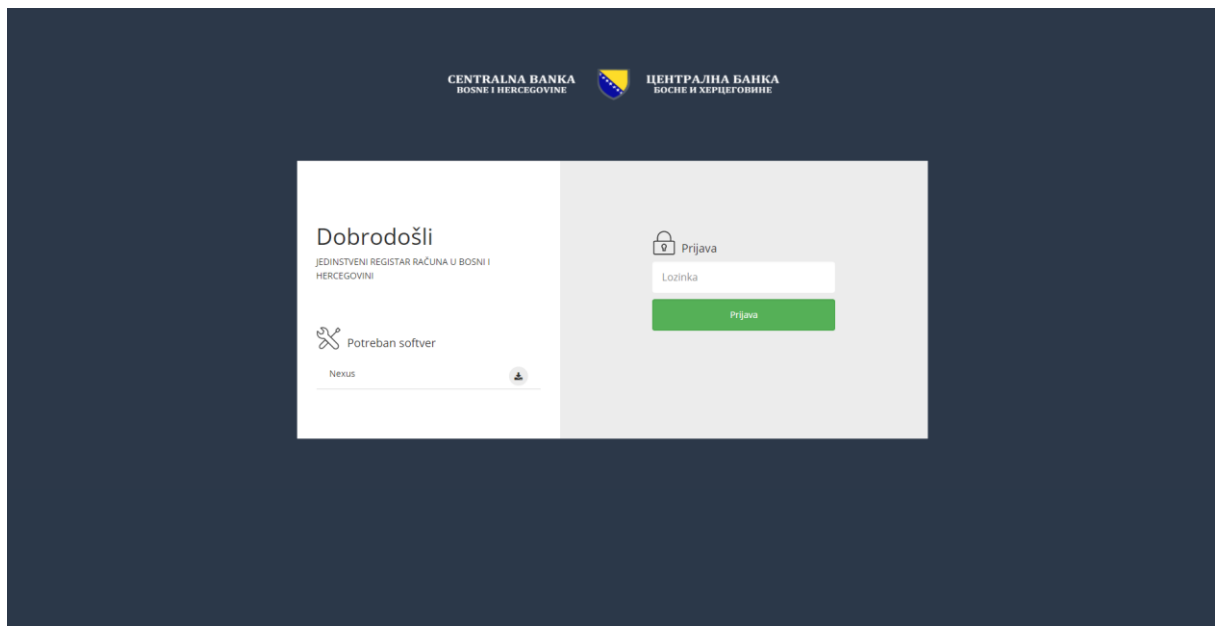 CENTRALNA BANKA
BOSNE I HERCEGOVINE
ЦЕНТРАЛНА БАНКА
БОСНЕ И ХЕРЦЕГОВИНЕ
Dobrodošli
JEDINSTVENI REGISTAR RAČUNA U BOSNI I
HERCEGOVINI
Potreban softver
Nexus
Prijava
Lozinka
Prijava